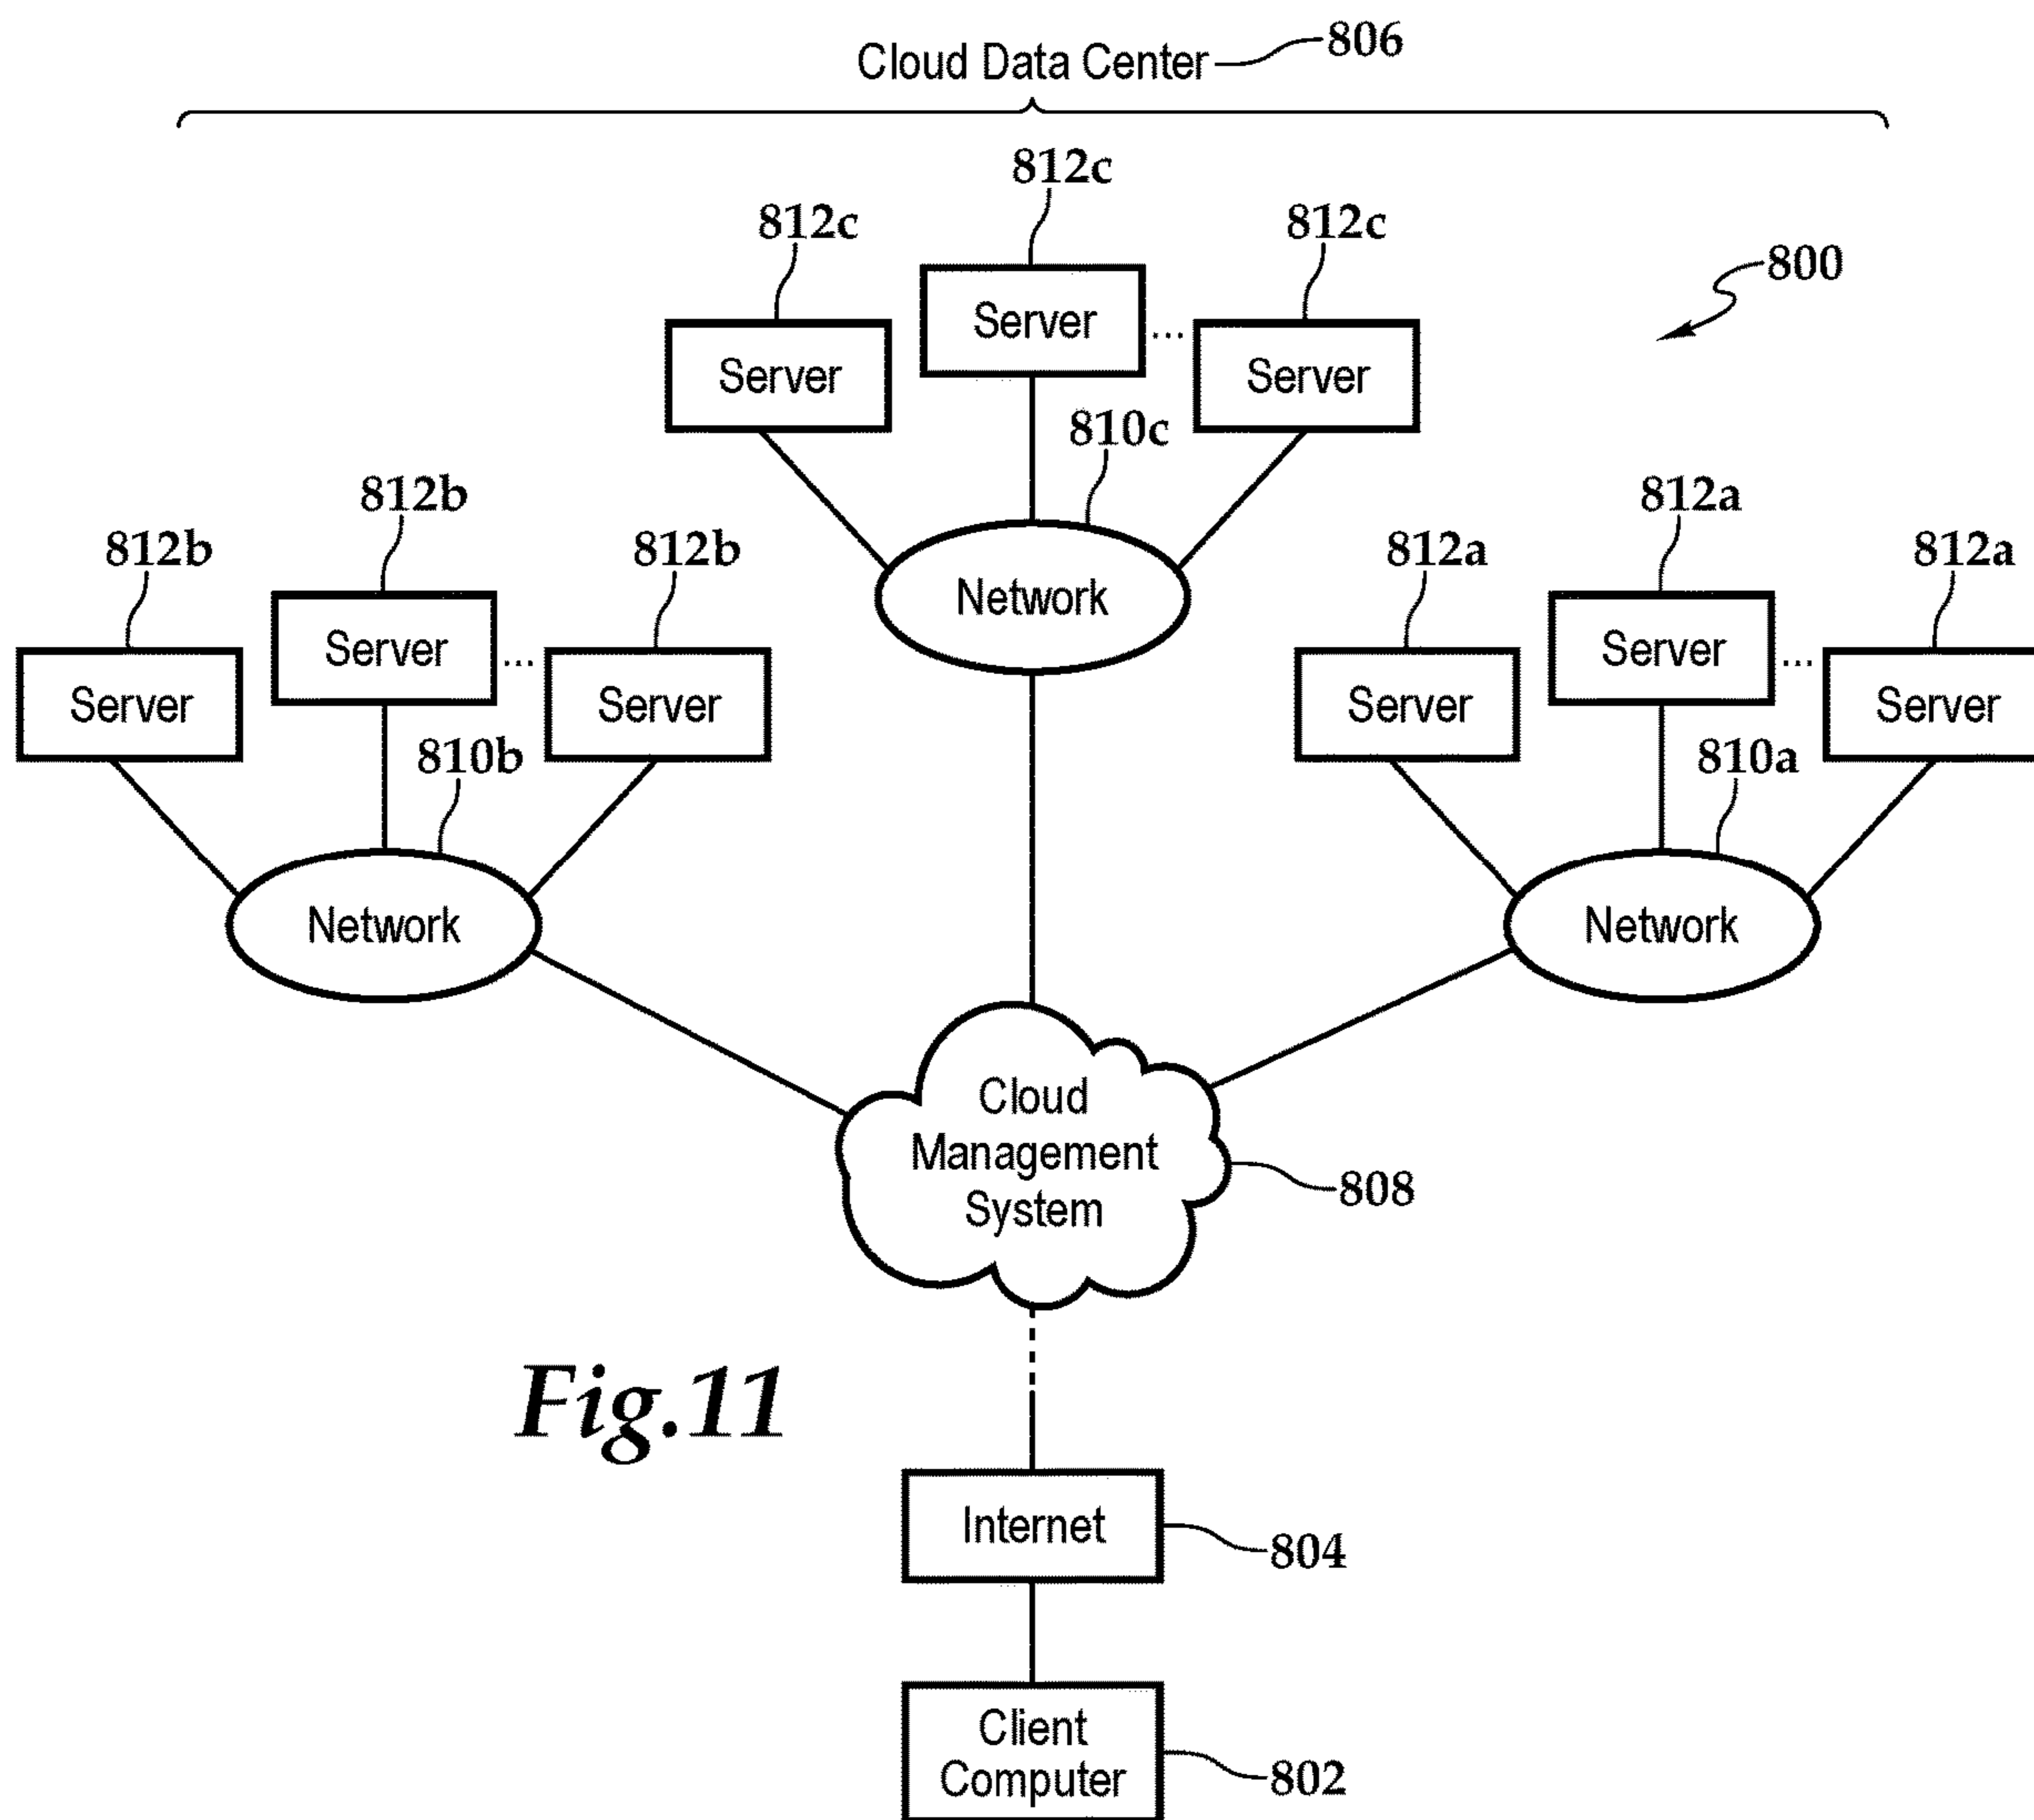 Cloud Data Center 806
812c
812c 812c
800
Server
Server ... Server
810c
812b 812a
812b 812b 812a 812a
Network
Server Server
Server ... Server Server ... Server
810b 810a
Network Network
Cloud
Management
System
808
Fig.11
Internet
804
Client
Computer
802